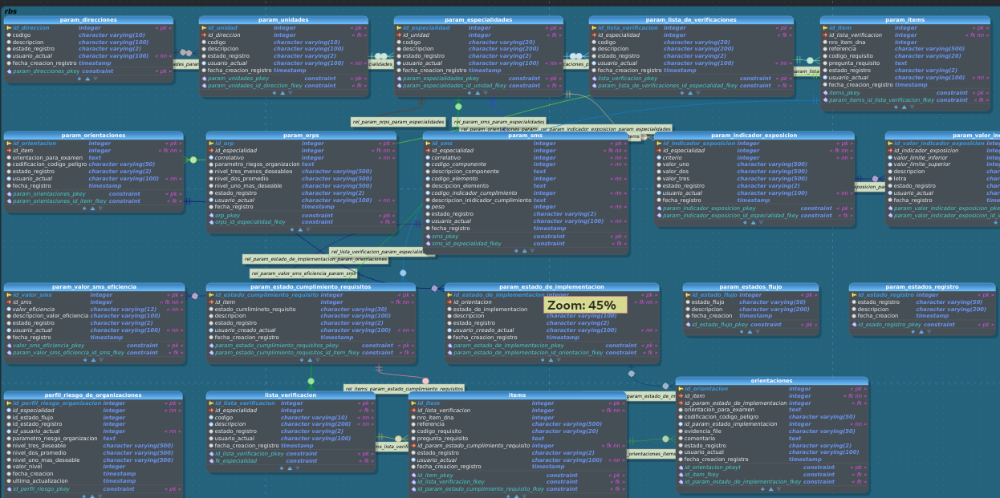 rbs
param_direcciones
id_direccion integer « pk »
codigo character varying(10)
descripcion character varying(100)
estado_registro character varying(2)
usuario_actual character varying(100) « nn »
fecha_creacion_registro timestamp
param_direcciones_pkey constraint « pk »
param_unidades
id_unidad integer « pk »
id_direccion integer « fk »
codigo character varying(10)
descripcion character varying(100)
estado_registro character varying(2)
usuario_actual character varying(100) « nn »
fecha_creacion_registro timestamp
param_unidades_pkey constraint « pk »
param_unidades_id_direccion_fkey constraint « fk »
param_especialidades
id_especialidad integer « pk »
id_unidad integer « fk »
codigo character varying(20)
descripcion character varying(100)
estado_registro character varying(2)
usuario_actual character varying(100) « nn »
fecha_creacion_registro timestamp
param_especialidades_pkey constraint « pk »
param_especialidades_id_unidad_fkey constraint « fk »
param_lista_de_verificaciones
id_lista_verificacion integer « pk »
id_especialidad integer « fk »
codigo character varying(20)
descripcion character varying(200)
estado_registro character varying(2)
usuario_actual character varying(100) « nn »
fecha_creacion_registro timestamp
lista_verficacion_pkey constraint « pk »
param_lista_de_verificaciones_id_especialidad_fkey constraint « fk »
param_items
id_item integer « pk »
id_lista_verificacion integer « fk nn »
nro_item_dna integer
referencia character varying(500)
codigo_requisito character varying(20)
pregunta_requisito text
estado_registro character varying(2)
usuario_actual character varying(100) « nn »
fecha_creacion_registro timestamp
items_pkey constraint « pk »
param_items_id_lista_verificacion_fkey constraint « fk »
rel_param_orps_param_especialidades
rel_param_sms_param_especialidades
rel_param_orientaciones_param_
rel_param_indicador_exposicion_param_especialidades
param_orientaciones
id_orientacion integer « pk »
id_item integer « fk nn »
orientacion_para_examen text
codificacion_codigo_peligro character varying(50)
estado_registro character varying(2)
usuario_actual character varying(100) « nn »
fecha_registro timestamp
param_orientaciones_pkey constraint « pk »
param_orientaciones_id_item_fkey constraint « fk »
param_orps
id_orp integer « pk »
id_especialidad integer « fk nn »
correlativo integer « nn »
parametro_riegos_organizacion text
nivel_tres_menos_deseableo character varying(500)
nivel_dos_promedio character varying(500)
nivel_uno_mas_deseable character varying(500)
estado_registro character varying(2)
usuario_actual character varying(100) « nn »
fecha_registro timestamp
orp_pkey constraint « pk »
orps_id_especialidad_fkey constraint « fk »
param_sms
id_sms integer « pk »
id_especialidad integer « fk nn »
correlativo integer « nn »
codigo_componente integer « nn »
descripcion_componente text
codigo_elemento integer « nn »
descipcion_elemento text
codigo_indicador_cumplimiento integer « nn »
descripcion_indicador_cumplimiento text
peso integer « nn »
estado_registro character varying(2)
usuario_actual character varying(100) « nn »
fecha_registro timestamp
sms_pkey constraint « pk »
sms_id_especialidad_fkey constraint « fk »
param_indicador_exposicion
id_indicador_exposicion integer « pk »
id_especialidad integer « fk nn »
criterio integer « nn »
valor_uno character varying(500)
valor_dos character varying(500)
valor_tres character varying(500)
estado_registro character varying(2)
usuario_actual character varying(100) « nn »
fecha_registro timestamp
param_indicador_exposicion_pkey constraint « pk »
param_indicador_exposicion_id_especialidad_fkey constraint « fk »
param_valor_in
id_valor_indicador_exposicion
id_indicador_exposicion
valor_limite_inferior
valor_limite_superior
descripcion
letra
estado_registro
usuario_actual
fecha_registro
param_valor_indicador_exposicion_pkey
rel_lista_verificacion_param_especialid
rel_param_estado_de_implementacion_param_orientaciones
rel_param_valor_sms_eficiencia_param_sms
param_valor_sms_eficiencia
id_valor_sms integer « pk »
id_sms integer « fk nn »
valor_eficiencia character varying(12) « nn »
descripcion_valor_eficiencia character varying(100)
estado_registro character varying(2)
usuario_actual character varying(100) « nn »
fecha_registro timestamp
valor_sms_eficiencia_pkey constraint « pk »
param_valor_sms_eficiencia_id_sms_fkey constraint « fk »
param_estado_cumplimiento_requisitos
id_estado_cumplimiento_requisito integer « pk »
id_item integer « fk nn »
estado_cumlimineto_requisito character varying(30)
descripcion character varying(100)
estado_registro character varying(2)
usuario_creado_actual character varying(100) « nn »
fecha_registro timestamp
param_estado_cumplimiento_requisitos_pkey constraint « pk »
param_estado_cumplimiento_requisitos_id_item_fkey constraint « fk »
param_estado_de_implementacion
id_estado_de_implementacion integer « pk »
id_orientacion « fk nn »
estado_de_implementacion
descripcion character varying(100)
estado_registro character varying(2)
usuario_creado_actual character varying(100) « nn »
fecha_registro timestamp
param_estado_de_implementacion_pkey constraint « pk »
param_estado_de_implementacion_id_orientacion_fkey constraint « fk »
Zoom: 45%
param_estados_flujo
id_estado_flujo integer « pk »
estado_flujo character varying(50)
descripcion character varying(200)
fecha_creacion timestamp
id_estado_flujo_pkey constraint « pk »
param_estados_registro
id_estado_registro integer « pk »
estado_registro character varying(50)
descripcion character varying(200)
fecha_creacion timestamp
id_esado_registro_pkey constraint « pk »
rel_items_param_estado_cumplimiento_requisitos
perfil_riesgo_de_organizaciones
id_perfil_riesgo_organizacion integer « pk »
id_especialidad integer « nn »
id_estado_flujo integer
id_estado_registro integer
id_usuario_actual integer « nn »
parametro_riesgo_organizacion text
nivel_tres_deseable character varying(500)
nivel_dos_promedio character varying(500)
nivel_uno_mas_deseable character varying(500)
valor_nivel integer
fecha_creacion timestamp
ultima_actualizacion timestamp
id_perfil_riesgo_pkey constraint « pk »
lista_verificacion
id_lista_verificacion integer « pk »
id_especialidad integer « fk »
codigo character varying(10) « nn »
descripcion character varying(200) « nn »
estado_registro character varying(2)
usuario_actual character varying(100)
fecha_creacion_registro timestamp
id_lista_verificacion_pkey constraint « pk »
fk_especialidad constraint « fk »
items
id_item integer « pk »
id_lista_verificacion integer « fk »
nro_item_dna integer
referencia character varying(500)
codigo_requisito character varying(20)
pregunta_requisito text
id_param_estado_cumplimiento_requisito integer « fk »
estado_registro character varying(2)
usuario_actual character varying(100) « nn »
fecha_creacion_registro timestamp
id_item_pkey constraint « pk »
id_lista_verificacion_fkey constraint « fk »
id_param_estado_cumplimiento_requisito_fkey constraint « fk »
orientaciones
id_orientacion integer « pk »
id_item integer « fk nn »
id_param_estado_de_implementacion integer « fk »
orientacion_para_examen text
codificacion_codigo_peligro character varying(50)
id_param_estado_implementacion integer
evidencia_file character varying(50)
comentario text
estado_registro character varying(2)
usuario_actual character varying(100)
fecha_creacion_registro timestamp
id_orientacion_pkeyt constraint « pk »
id_item_fkey constraint « fk »
id_param_estado_de_implementacion_fkey constraint « fk »